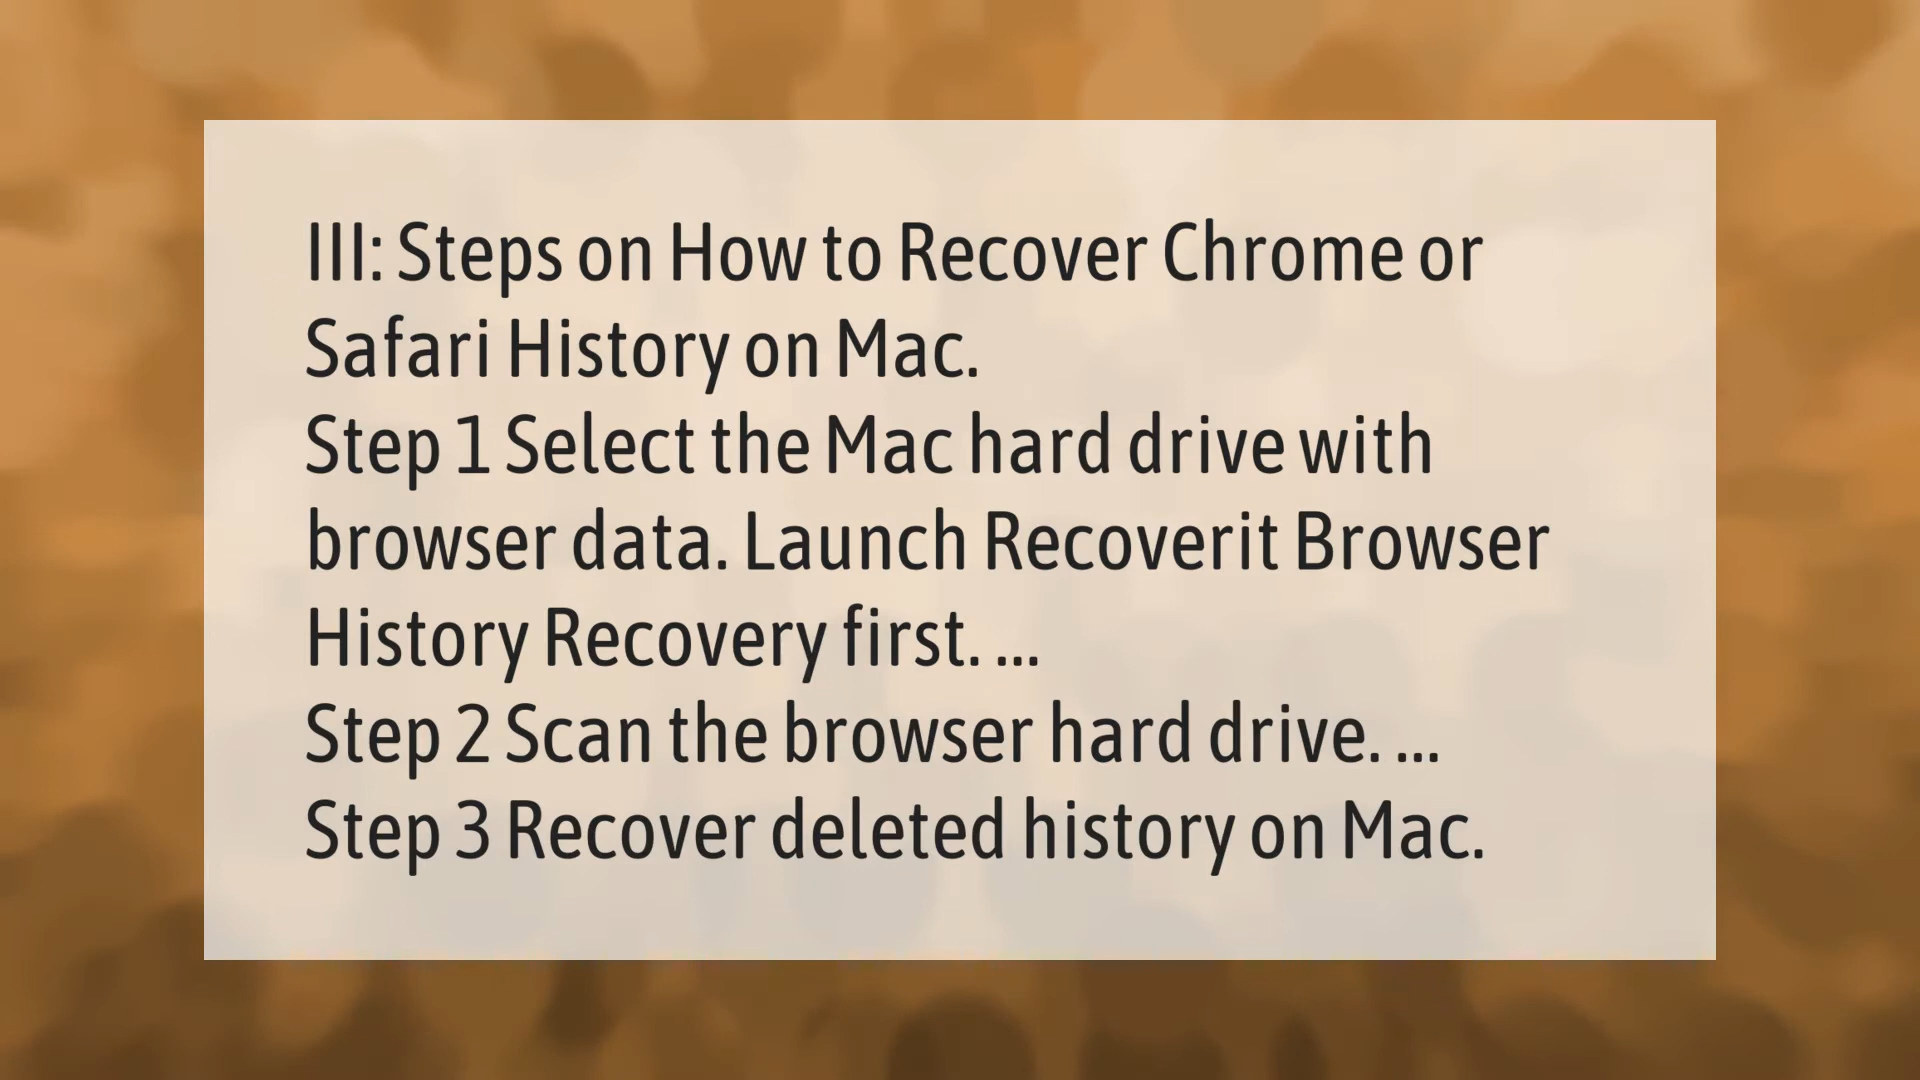 III: Steps on How to Recover Chrome or
Safari History on Mac.
Step 1 Select the Mac hard drive with
browser data. Launch Recoverit Browser
History Recovery first. ...
Step 2 Scan the browser hard drive. ...
Step 3 Recover deleted history on Mac.